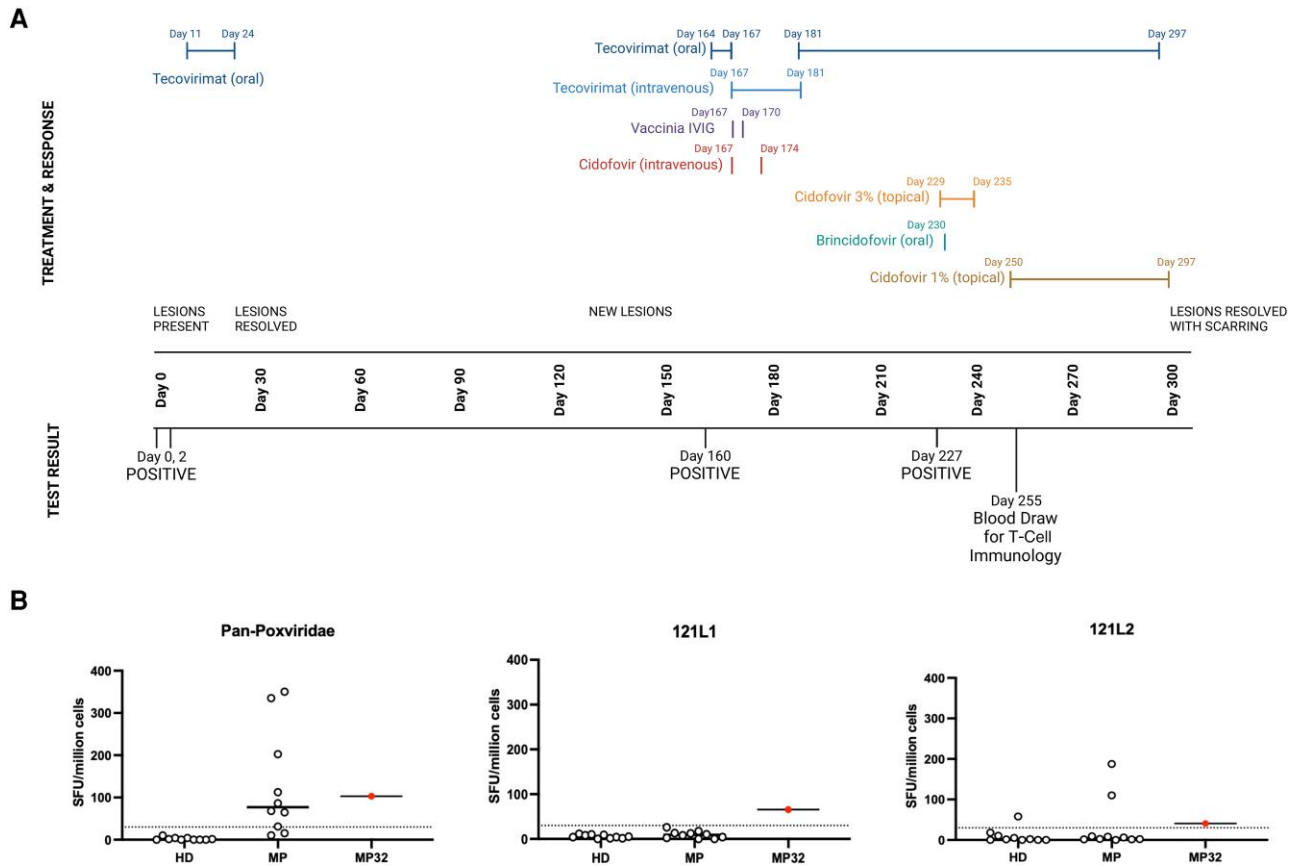 A
TREATMENT & RESPONSE
Day 11
Day 24
Tecovirimat (oral)
Day 164
Day 167
Day 181
Day 297
Tecovirimat (oral)
Day 167
Day 181
Tecovirimat (intravenous)
Day167
Day 170
Vaccinia IVIG
Day 167
Day 174
Cidofovir (intravenous)
Day 229
Day 235
Cidofovir 3% (topical)
Day 230
Brincidofovir (oral)
Day 250
Day 297
Cidofovir 1% (topical)
LESIONS
PRESENT
LESIONS
RESOLVED
NEW LESIONS
LESIONS RESOLVED
WITH SCARRING
Day 0
Day 30
Day 60
Day 90
Day 120
Day 150
Day 180
Day 210
Day 240
Day 270
Day 300
TEST RESULT
Day 0, 2
POSITIVE
Day 160
POSITIVE
Day 227
POSITIVE
Day 255
Blood Draw
for T-Cell
Immunology
B
Pan-Poxviridae
SFU/million cells
400
300
200
100
0
HD
MP
MP32
121L1
SFU/million cells
400
300
200
100
0
HD
MP
MP32
121L2
SFU/million cells
400
300
200
100
0
HD
MP
MP32